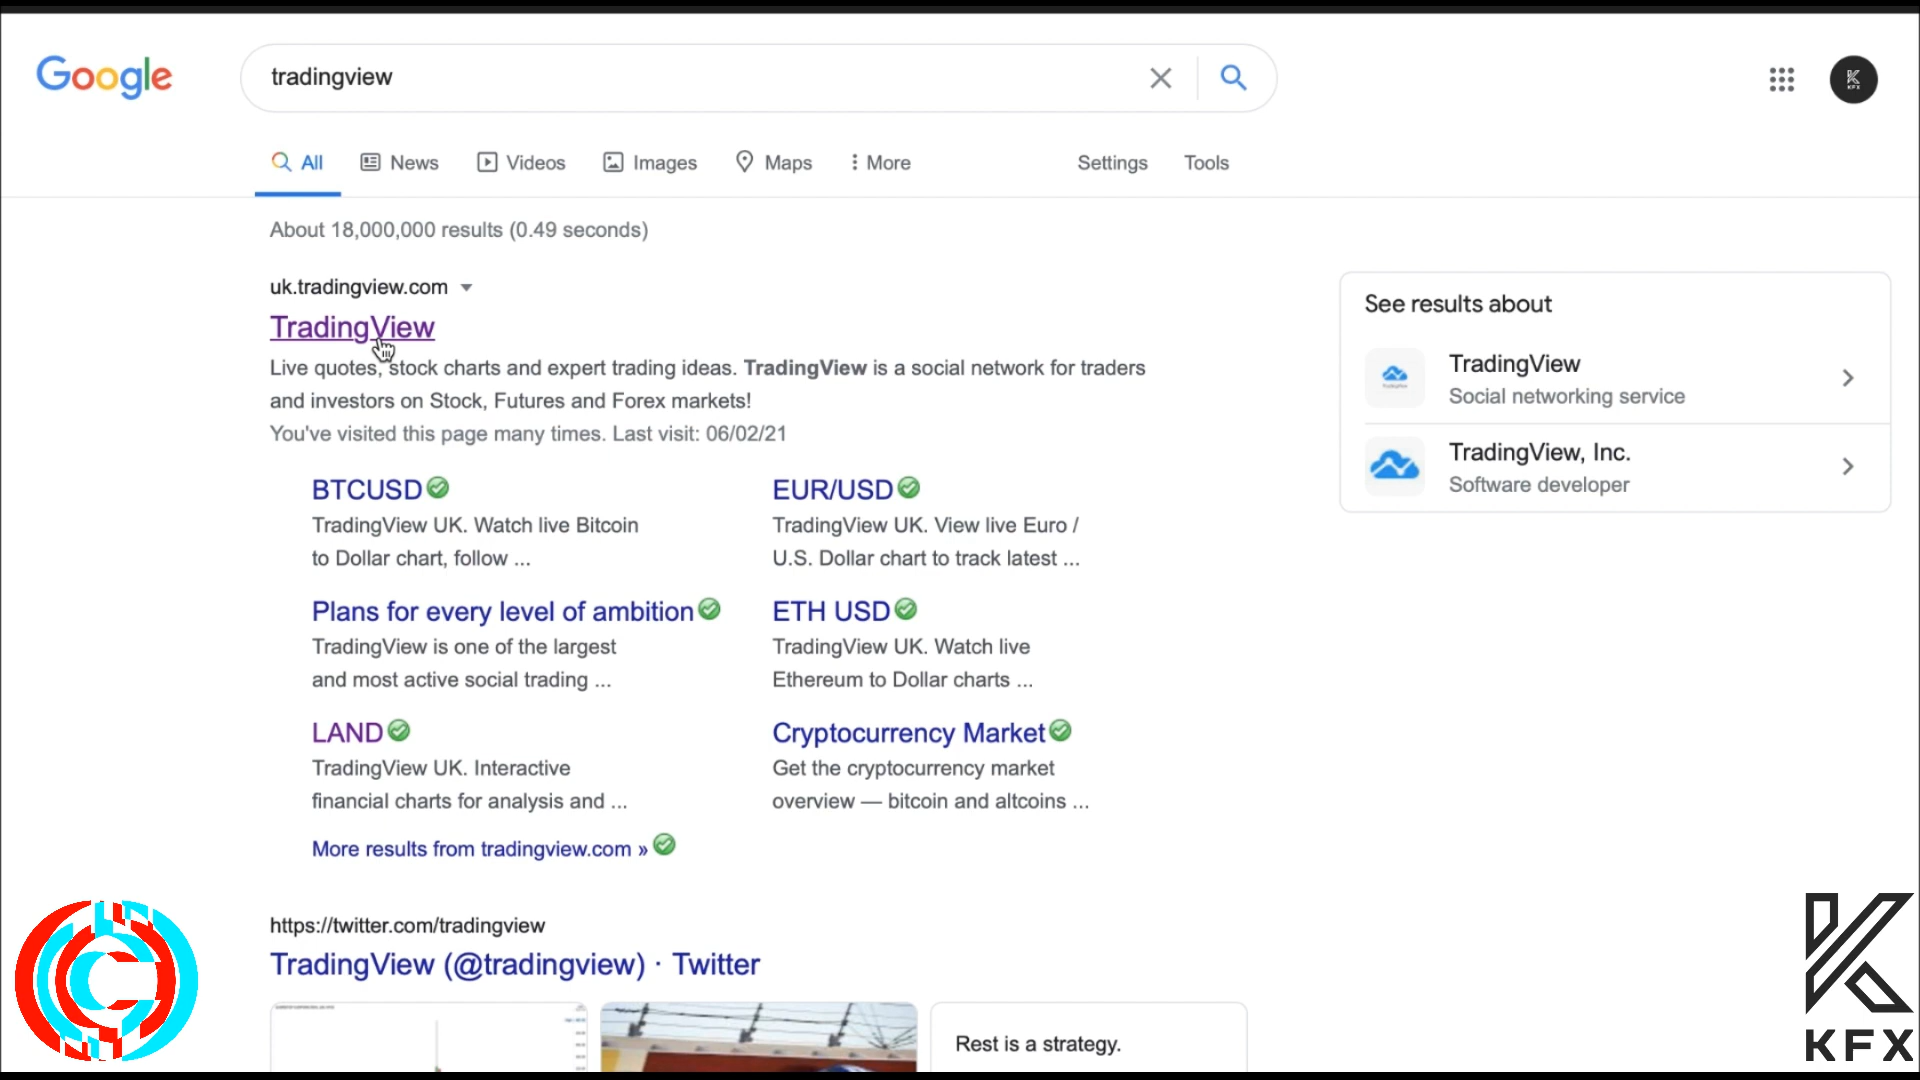 Google
tradingview
K
KFX
All
News
Videos
Images
Maps
More
Settings
Tools
About 18,000,000 results (0.49 seconds)
uk.tradingview.com
TradingView
Live quotes, stock charts and expert trading ideas. TradingView is a social network for traders
and investors on Stock, Futures and Forex markets!
You've visited this page many times. Last visit: 06/02/21
See results about
TradingView
Social networking service
TradingView, Inc.
Software developer
BTCUSD
TradingView UK. Watch live Bitcoin
to Dollar chart, follow ...
EUR/USD
TradingView UK. View live Euro /
U.S. Dollar chart to track latest ...
Plans for every level of ambition
TradingView is one of the largest
and most active social trading ...
ETH USD
TradingView UK. Watch live
Ethereum to Dollar charts ...
LAND
TradingView UK. Interactive
financial charts for analysis and ...
Cryptocurrency Market
Get the cryptocurrency market
overview — bitcoin and altcoins ...
More results from tradingview.com »
https://twitter.com/tradingview
TradingView (@tradingview) · Twitter
Rest is a strategy.
K
KFX